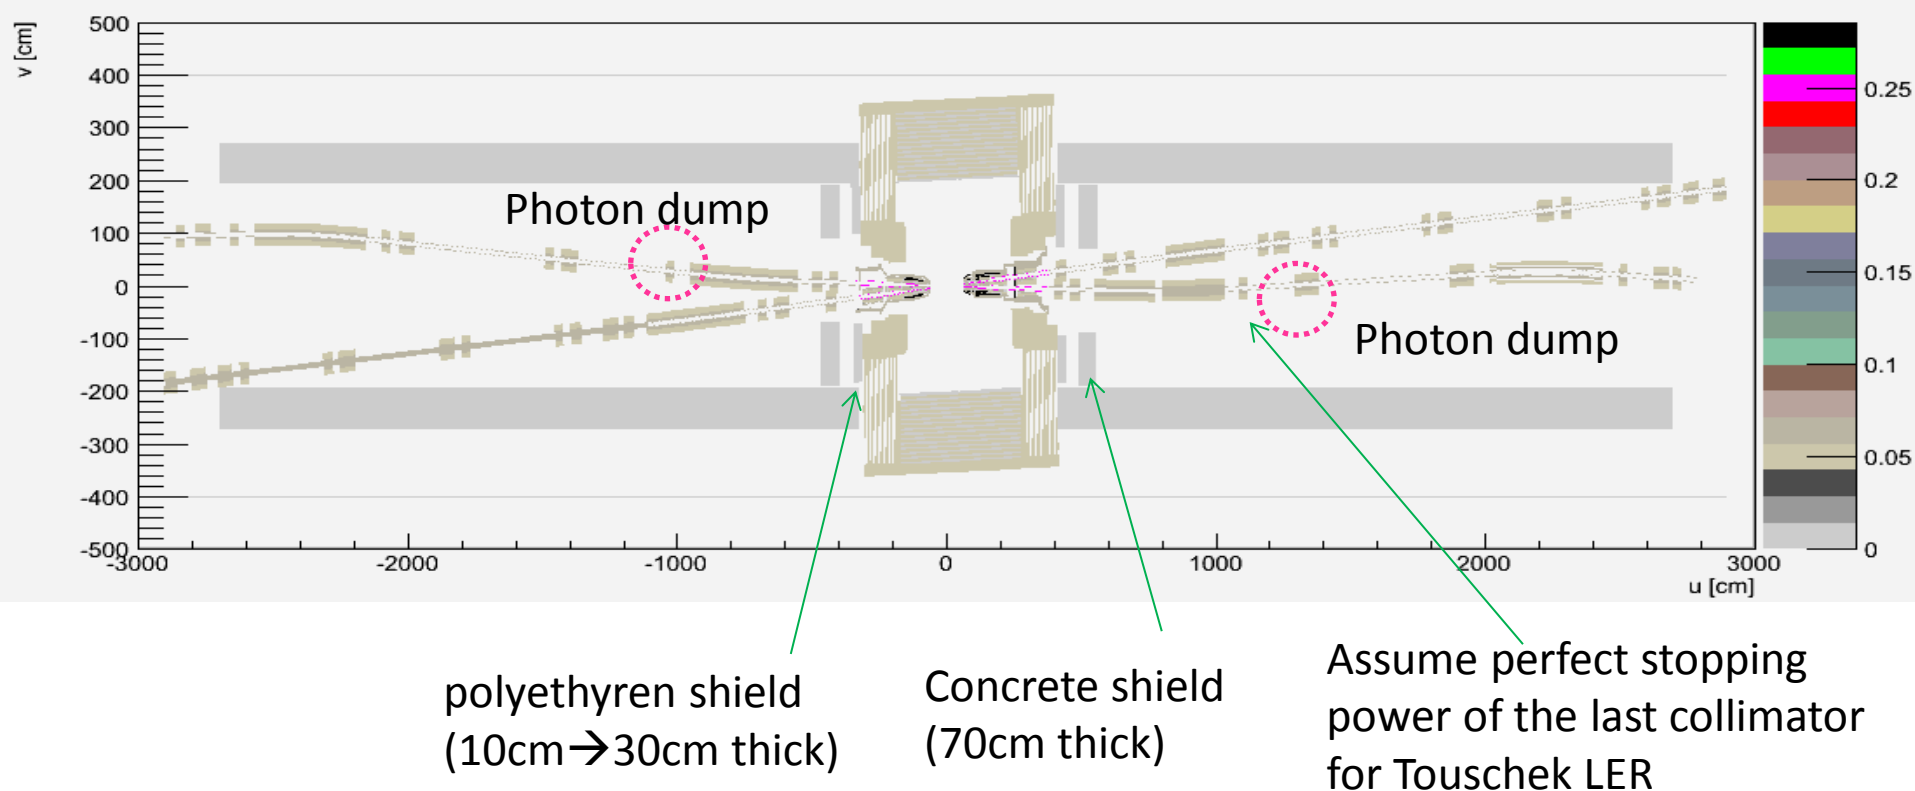 v [cm]
500
400
300
200
100
0
-100
-200
-300
-400
-500
-3000
-2000
-1000
0
1000
2000
3000
u [cm]
0.25
0.2
0.15
0.1
0.05
0
Photon dump
Photon dump
polyethyren shield
(10cm→30cm thick)
Concrete shield
(70cm thick)
Assume perfect stopping
power of the last collimator
for Touschek LER